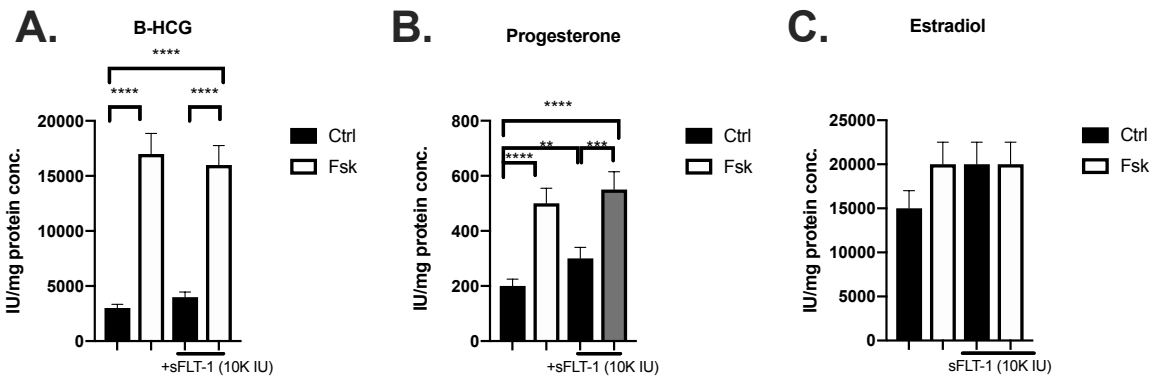 A.
B-HCG
****
****
****
IU/mg protein conc.
20000
15000
10000
5000
0
+sFLT-1 (10K IU)
Ctrl
Fsk
B.
Progesterone
****
**
***
****
IU/mg protein conc.
800
600
400
200
0
+sFLT-1 (10K IU)
Ctrl
Fsk
C.
Estradiol
IU/mg protein conc.
25000
20000
15000
10000
5000
0
sFLT-1 (10K IU)
Ctrl
Fsk